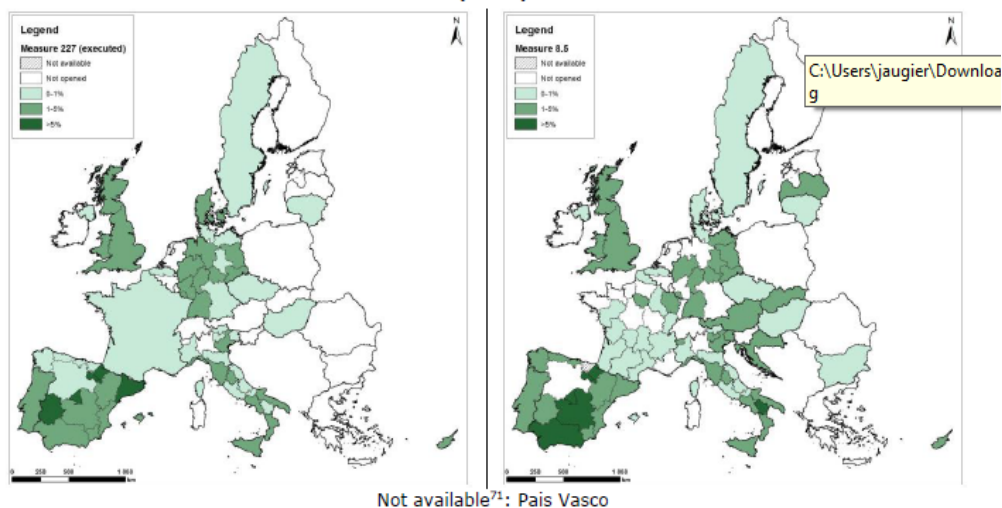 Legend
Measure 227 (executed)
Not available
Not opened
0-1%
1-5%
>5%
N
0 250 500 1 000
km
Legend
Measure 8.5
Not available
Not opened
0-1%
1-5%
>5%
N
C:\Users\jaugier\Downloa
g
0 250 500 1 000
km
Not available71: Pais Vasco